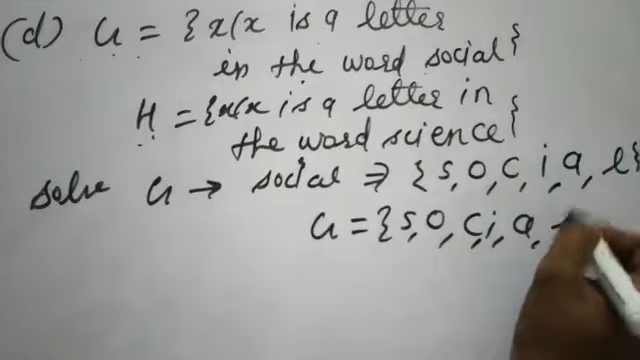 (d) G = {x/x is a letter
in the word social}
H = {x/x is a letter in
the word science}
solve G → social ⇒ {s, o, c, i, a, l}
G = {s, o, c, i, a,